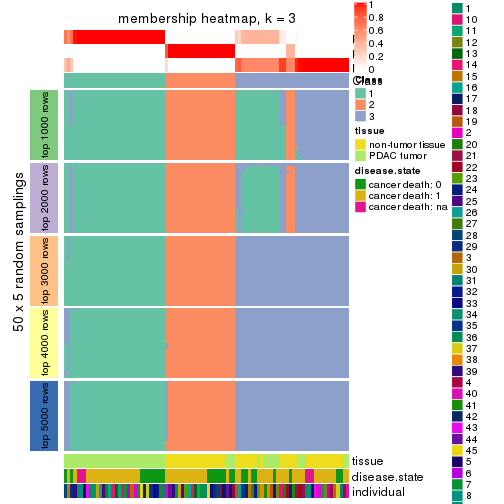 membership heatmap, k = 3
50 x 5 random samplings
top 1000 rows
top 2000 rows
top 3000 rows
top 4000 rows
top 5000 rows
1
0.8
0.6
0.4
0.2
0
Class
Class
1
2
3
tissue
non-tumor tissue
PDAC tumor
disease.state
cancer death: 0
cancer death: 1
cancer death: na
tissue
disease.state
individual
1
10
11
12
13
14
15
16
17
18
19
2
20
21
22
23
24
25
26
27
28
29
3
30
31
32
33
34
35
36
37
38
39
4
40
41
42
43
44
45
5
6
7
8